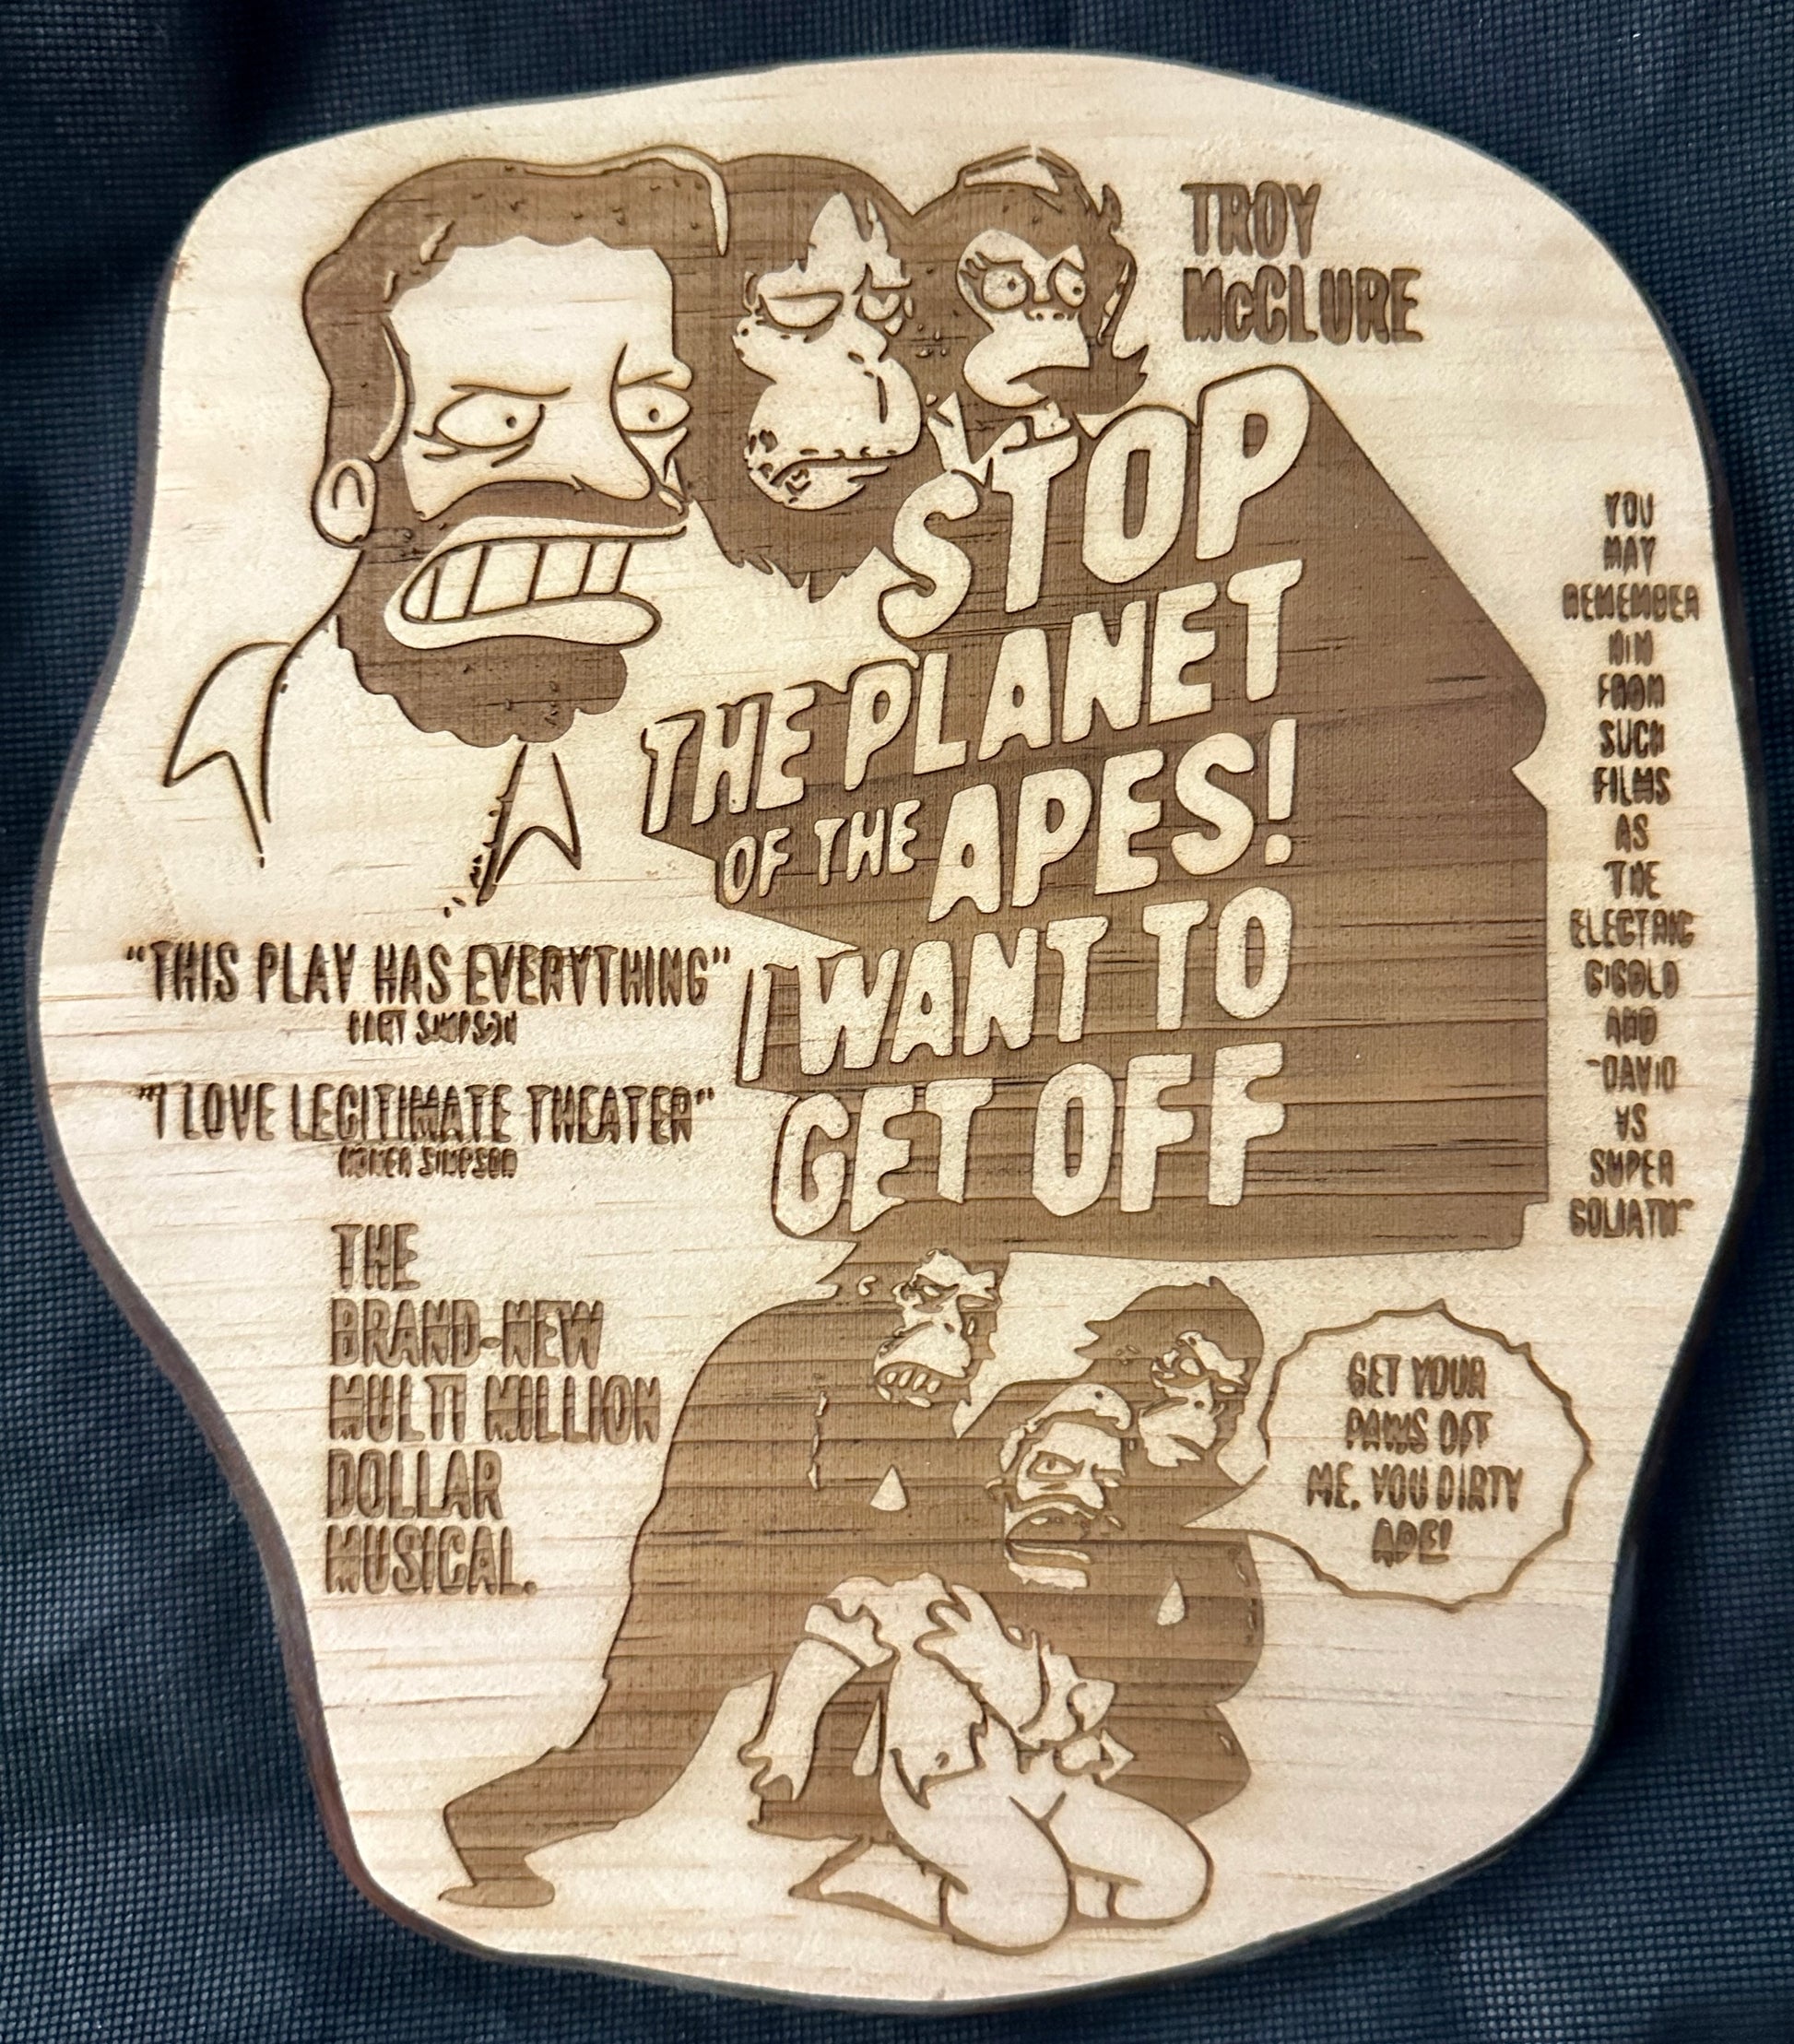 TROY
McCLURE
STOP
THE PLANET
OF THE APES!
I WANT TO
GET OFF
YOU
MAY
REMEMBER
HIM
FROM
SUCH
FILMS
AS
THE
ELECTRIC
GIGOLO
AND
"DAVID
VS
SUPER
GOLIATH"
"THIS PLAY HAS EVERYTHING"
BART SIMPSON
"I LOVE LEGITIMATE THEATER"
HOMER SIMPSON
THE
BRAND-NEW
MULTI MILLION
DOLLAR
MUSICAL.
GET YOUR
PAWS OFF
ME, YOU DIRTY
APE!